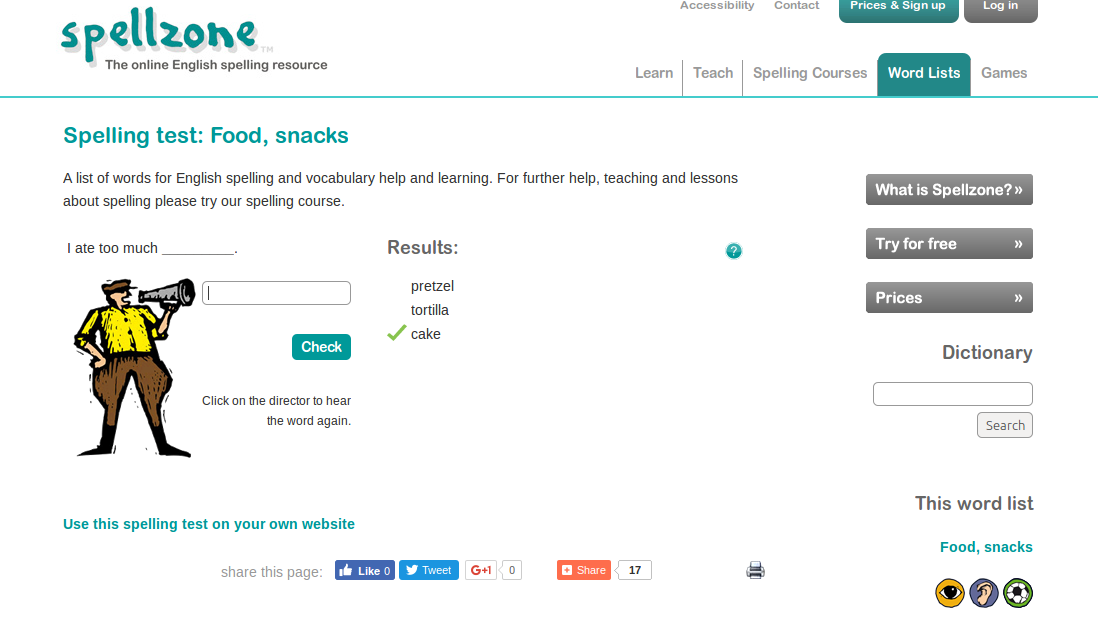 Accessibility Contact Prices & Sign up Log in
spellzone™
The online English spelling resource
Learn Teach Spelling Courses Word Lists Games
Spelling test: Food, snacks
A list of words for English spelling and vocabulary help and learning. For further help, teaching and lessons
about spelling please try our spelling course.
What is Spellzone? »
Try for free »
Prices »
I ate too much __________.
Check
Click on the director to hear
the word again.
Results: ?
pretzel
tortilla
cake
Dictionary
Search
Use this spelling test on your own website
share this page: Like 0 Tweet G+1 0 Share 17
This word list
Food, snacks